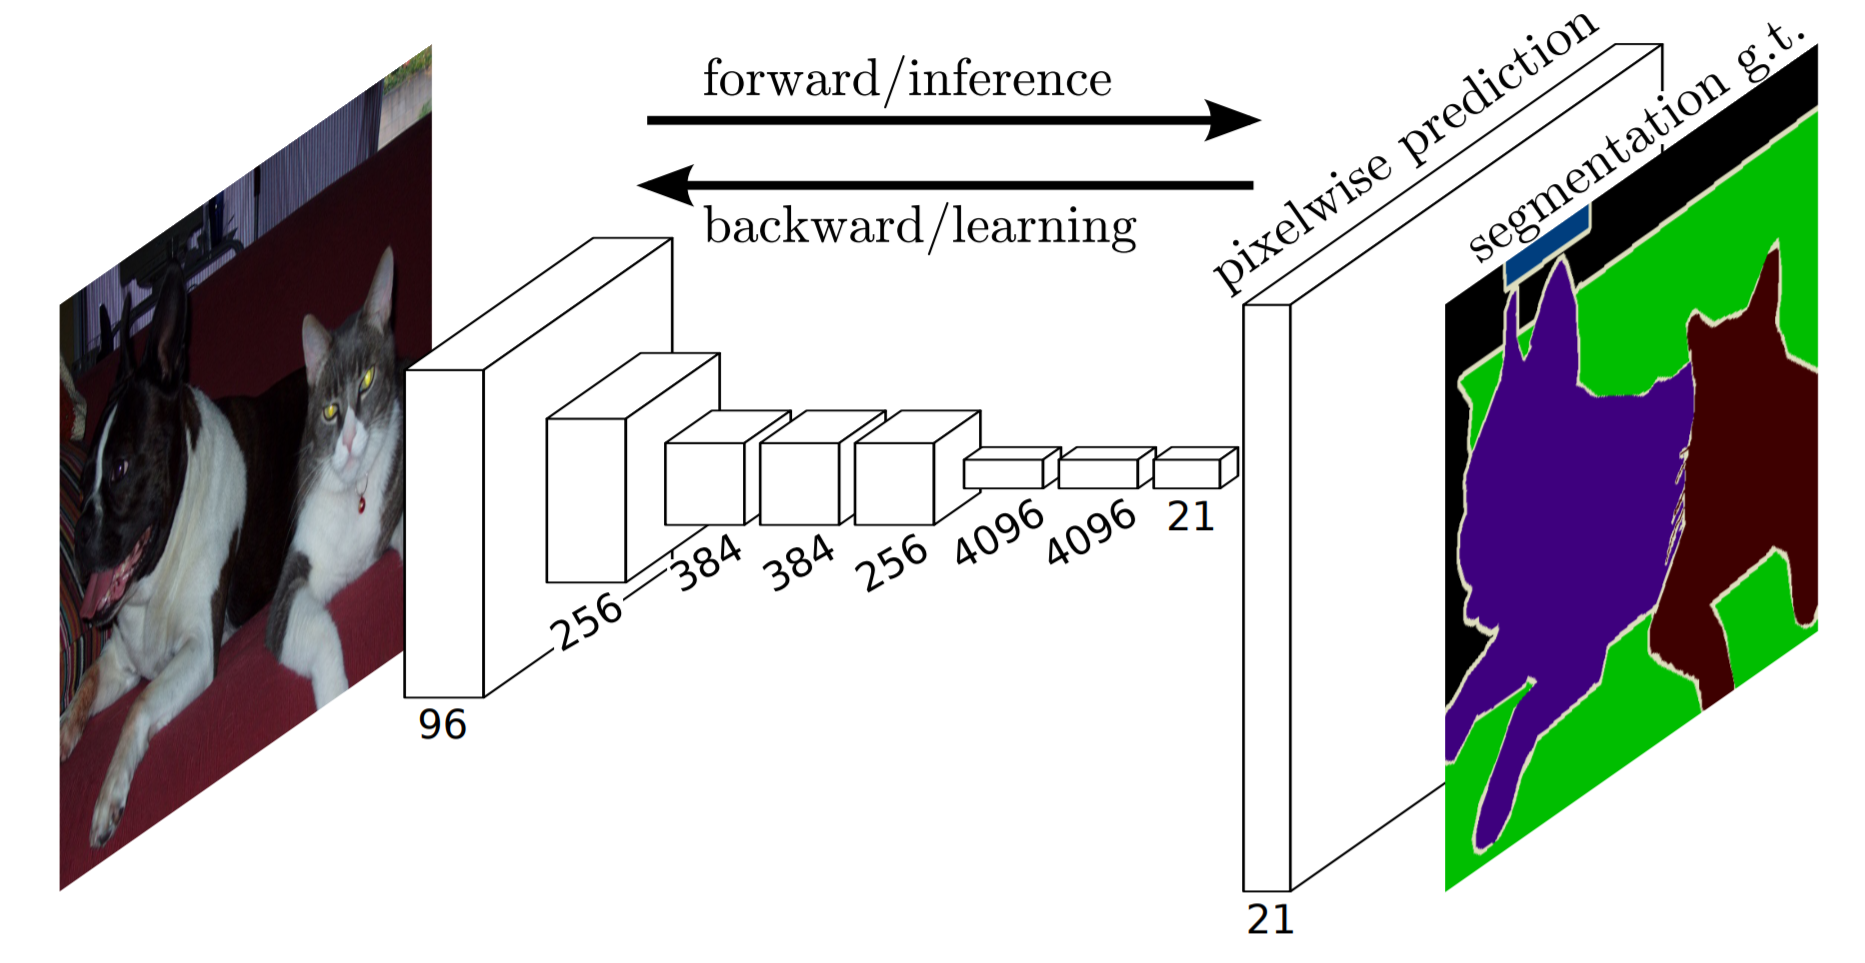 forward/inference
backward/learning
pixelwise prediction
segmentation g.t.
96
256
384
384
256
4096
4096
21
21